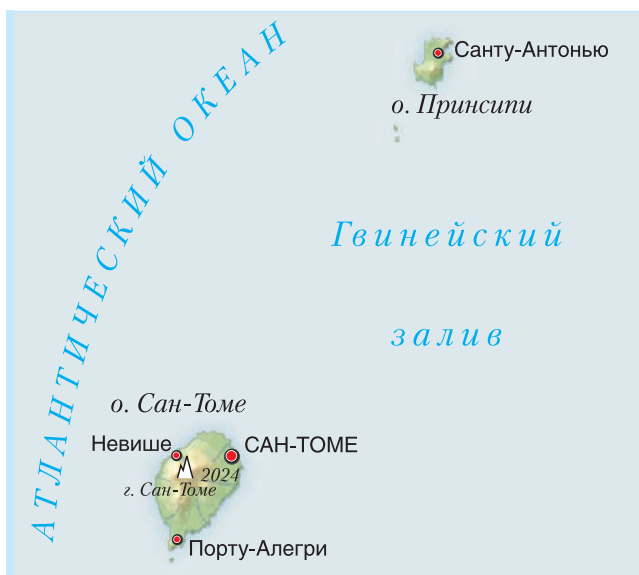 АТЛАНТИЧЕСКИЙ ОКЕАН
Санту-Антонью
о. Принсипи
Гвинейский
залив
о. Сан-Томе
Невише
САН-ТОМЕ
2024
г. Сан-Томе
Порту-Алегри